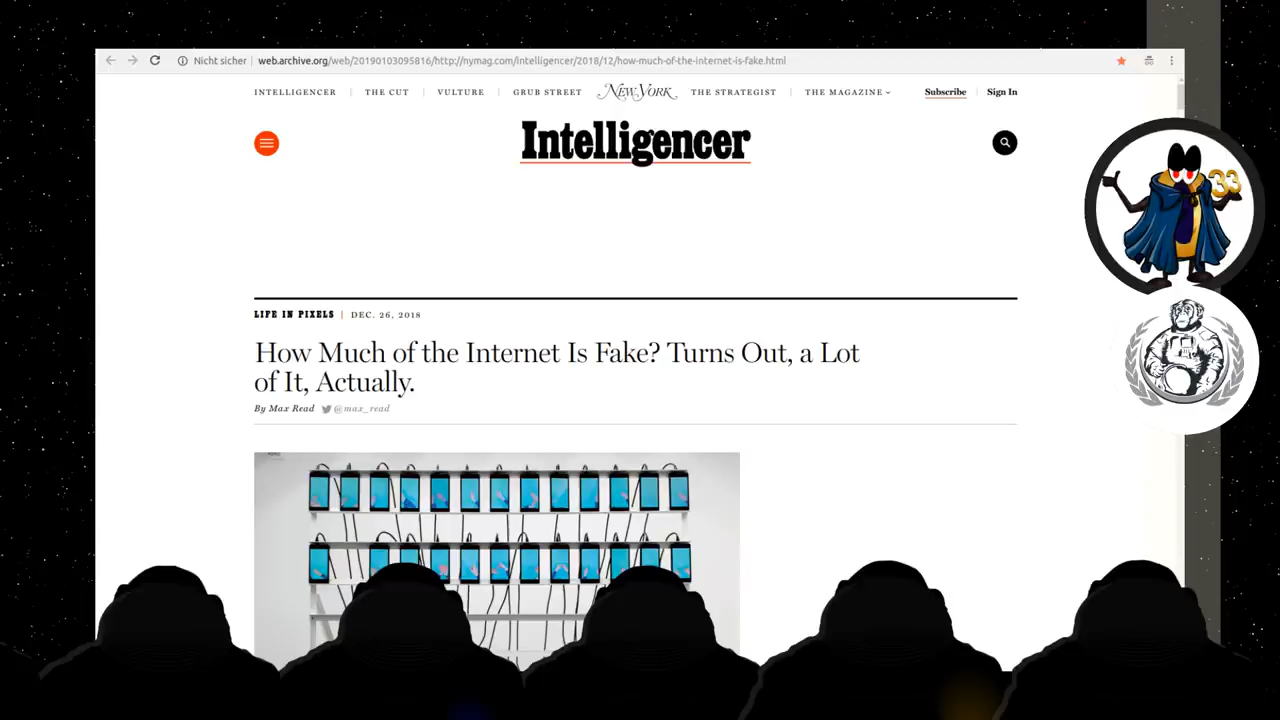 Nicht sicher web.archive.org/web/20190103095816/http://nymag.com/intelligencer/2018/12/how-much-of-the-internet-is-fake.html
INTELLIGENCER THE CUT VULTURE GRUB STREET NEW YORK THE STRATEGIST THE MAGAZINE Subscribe Sign In
Intelligencer
33
LIFE IN PIXELS | DEC. 26, 2018
How Much of the Internet Is Fake? Turns Out, a Lot
of It, Actually.
By Max Read @max_read